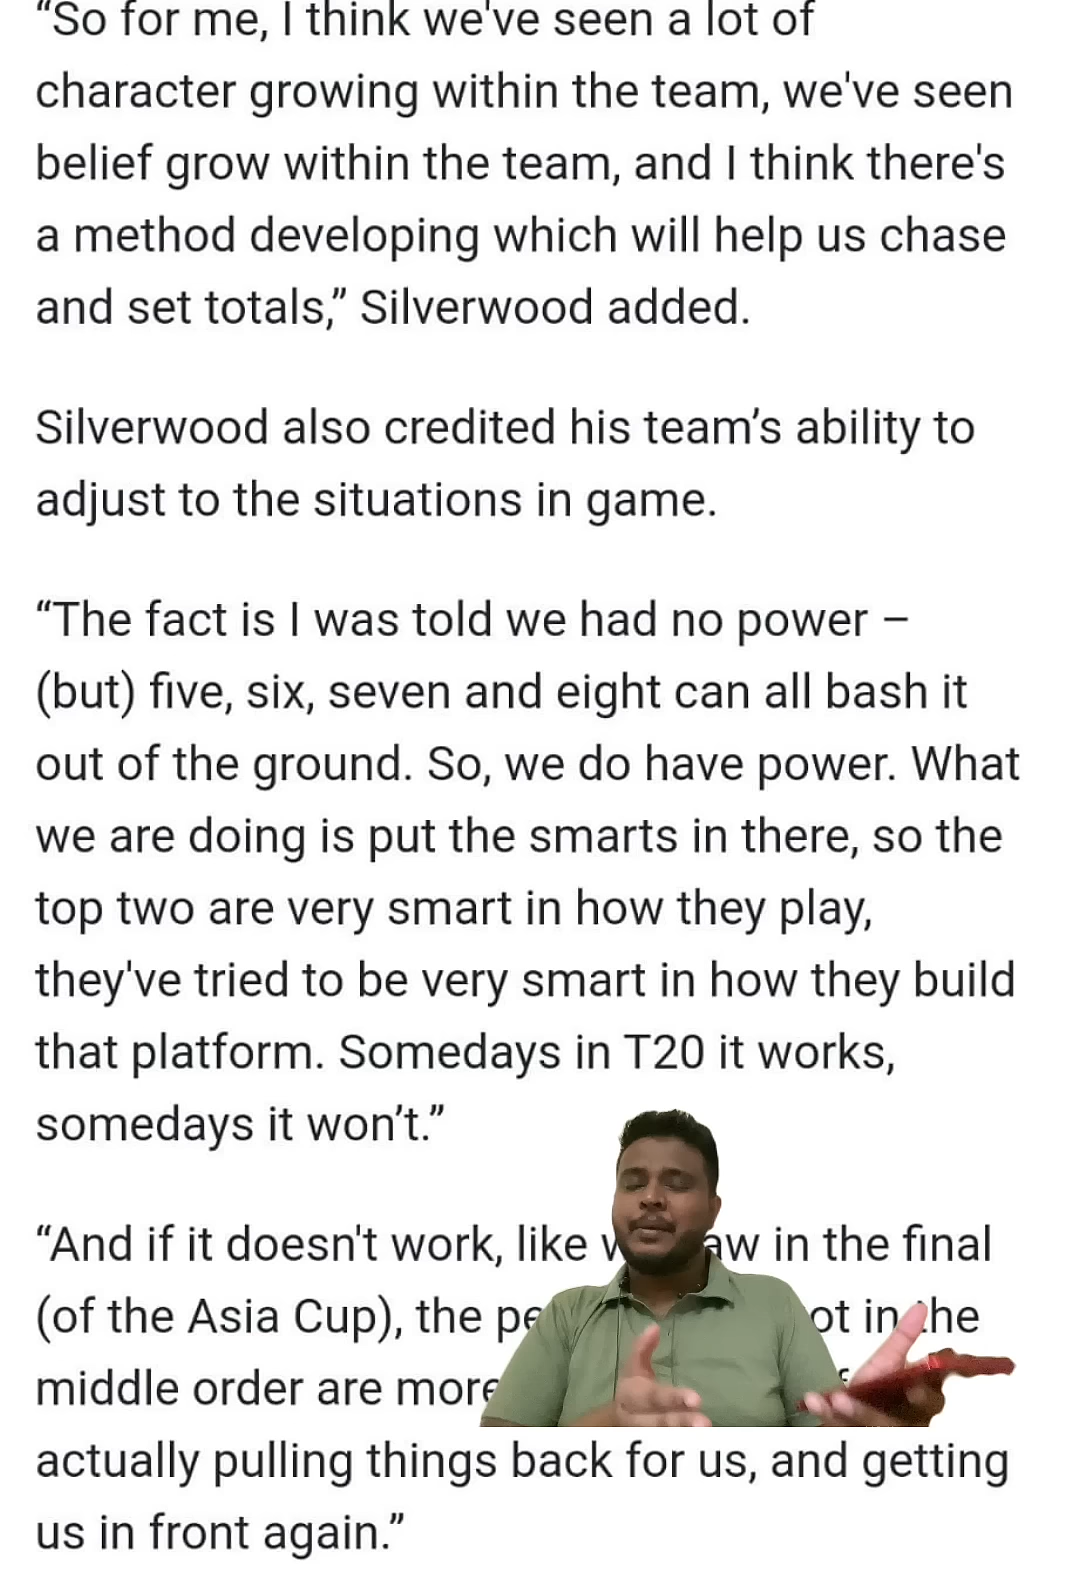 “So for me, I think we've seen a lot of
character growing within the team, we've seen
belief grow within the team, and I think there's
a method developing which will help us chase
and set totals,” Silverwood added.
Silverwood also credited his team’s ability to
adjust to the situations in game.
“The fact is I was told we had no power –
(but) five, six, seven and eight can all bash it
out of the ground. So, we do have power. What
we are doing is put the smarts in there, so the
top two are very smart in how they play,
they've tried to be very smart in how they build
that platform. Somedays in T20 it works,
somedays it won’t.”
“And if it doesn't work, like in the final
(of the Asia Cup), the in the
middle order are
actually pulling things back for us, and getting
us in front again.”